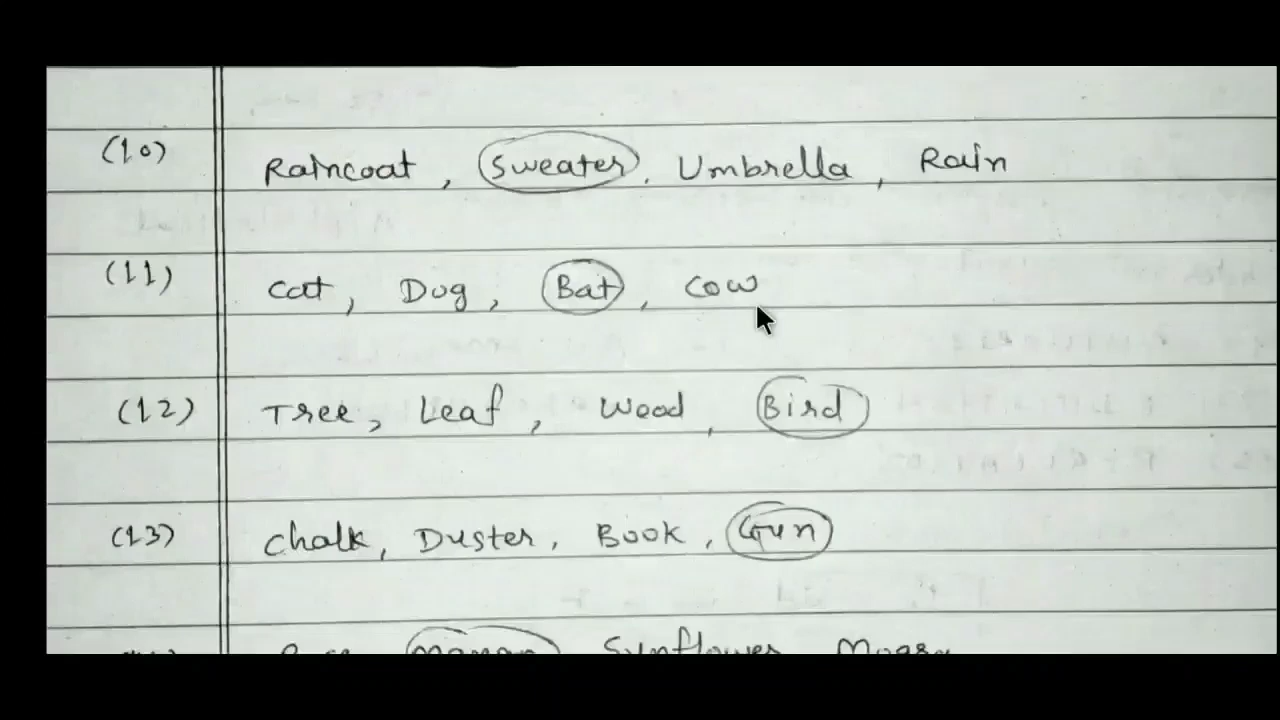 (10) Raincoat, Sweater, Umbrella, Rain
(11) Cat, Dog, Bat, Cow
(12) Tree, Leaf, Wood, Bird
(13) Chalk, Duster, Book, Gun
Sunflower